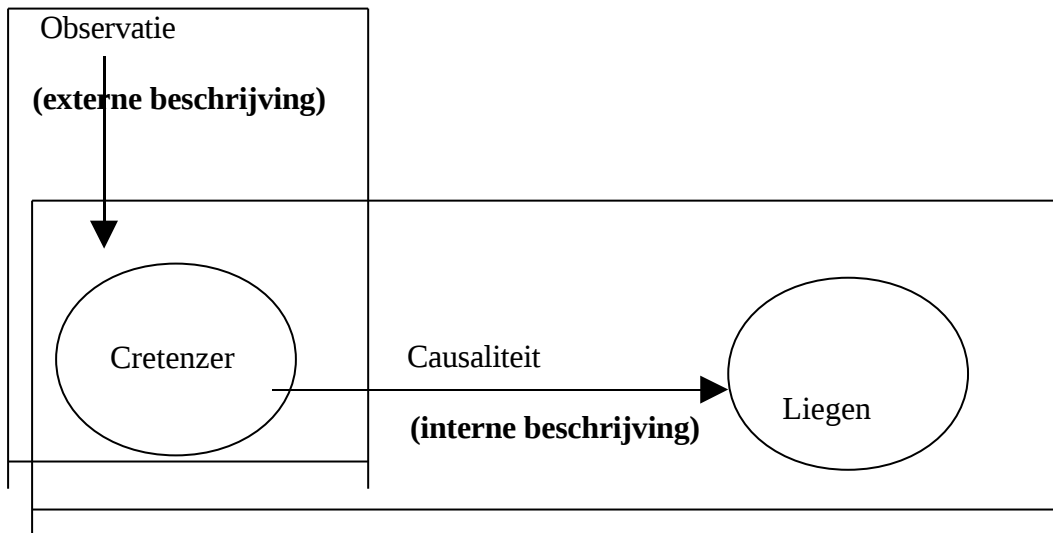 Observatie
(externe beschrijving)
Cretenzer
Causaliteit
(interne beschrijving)
Liegen